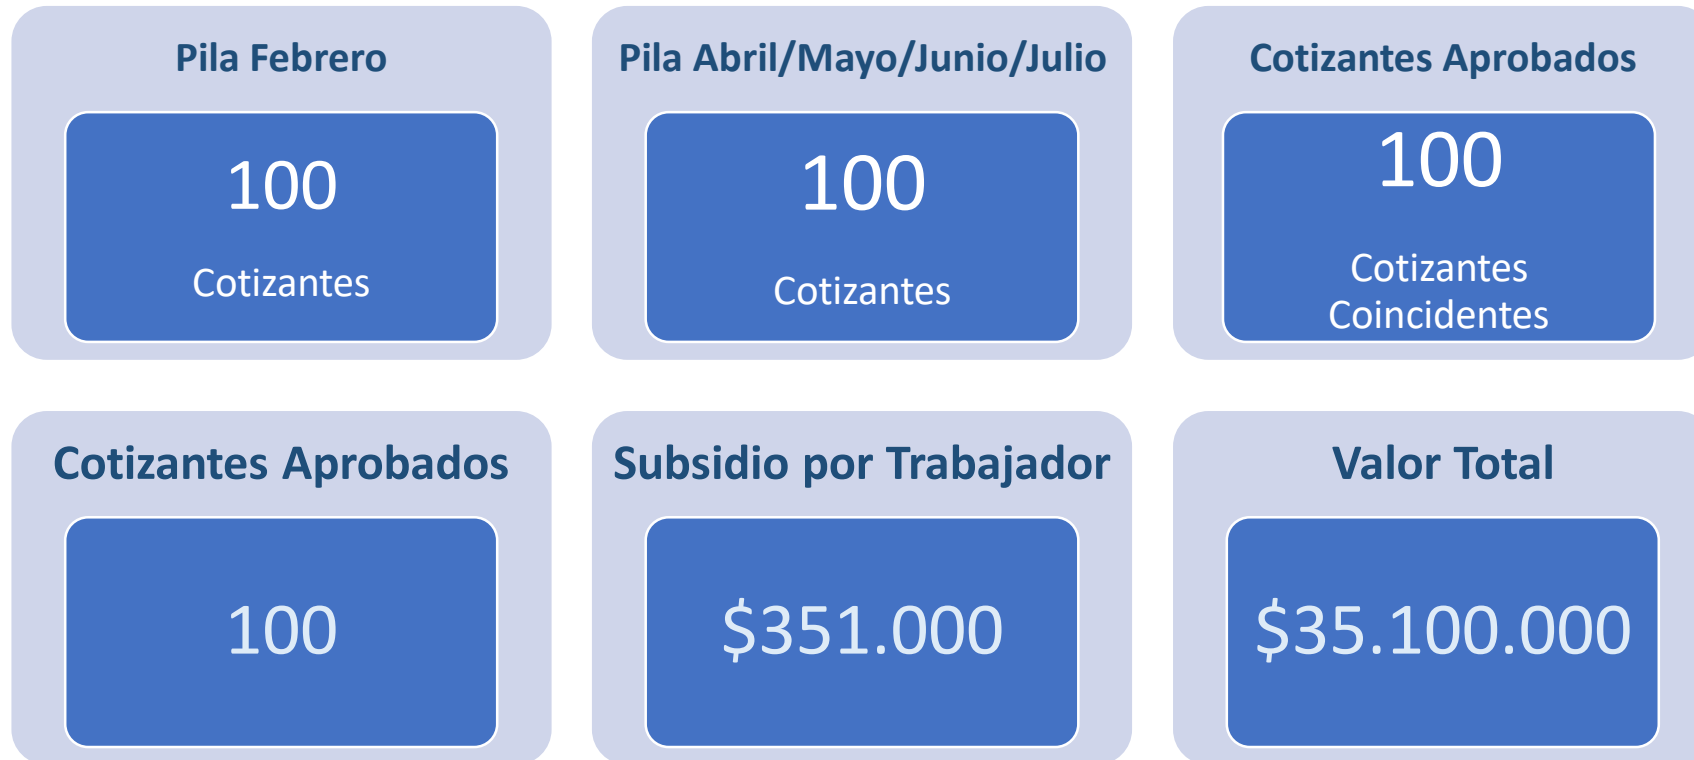 Pila Febrero
100
Cotizantes
Pila Abril/Mayo/Junio/Julio
100
Cotizantes
Cotizantes Aprobados
100
Cotizantes
Coincidentes
Cotizantes Aprobados
100
Subsidio por Trabajador
$351.000
Valor Total
$35.100.000